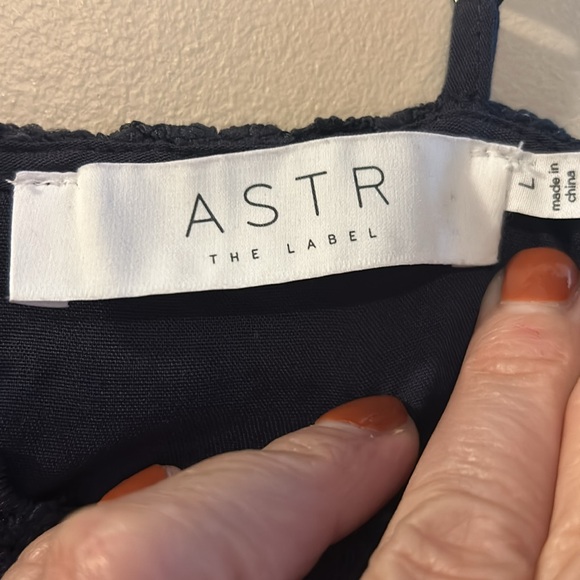 ASTR
THE LABEL
L
made in
china